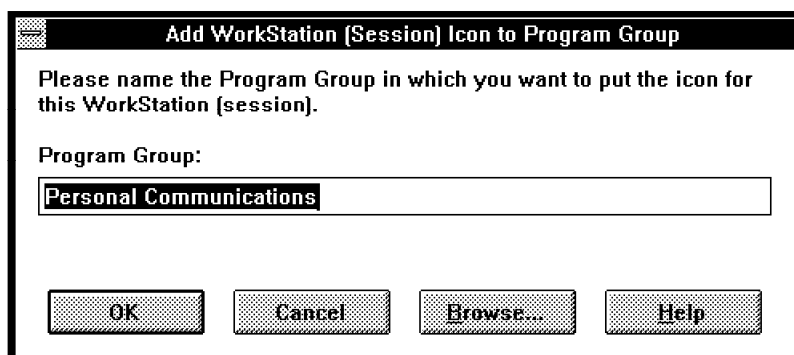 Add WorkStation (Session) Icon to Program Group
Please name the Program Group in which you want to put the icon for
this WorkStation (session).
Program Group:
Personal Communications
OK Cancel Browse... Help